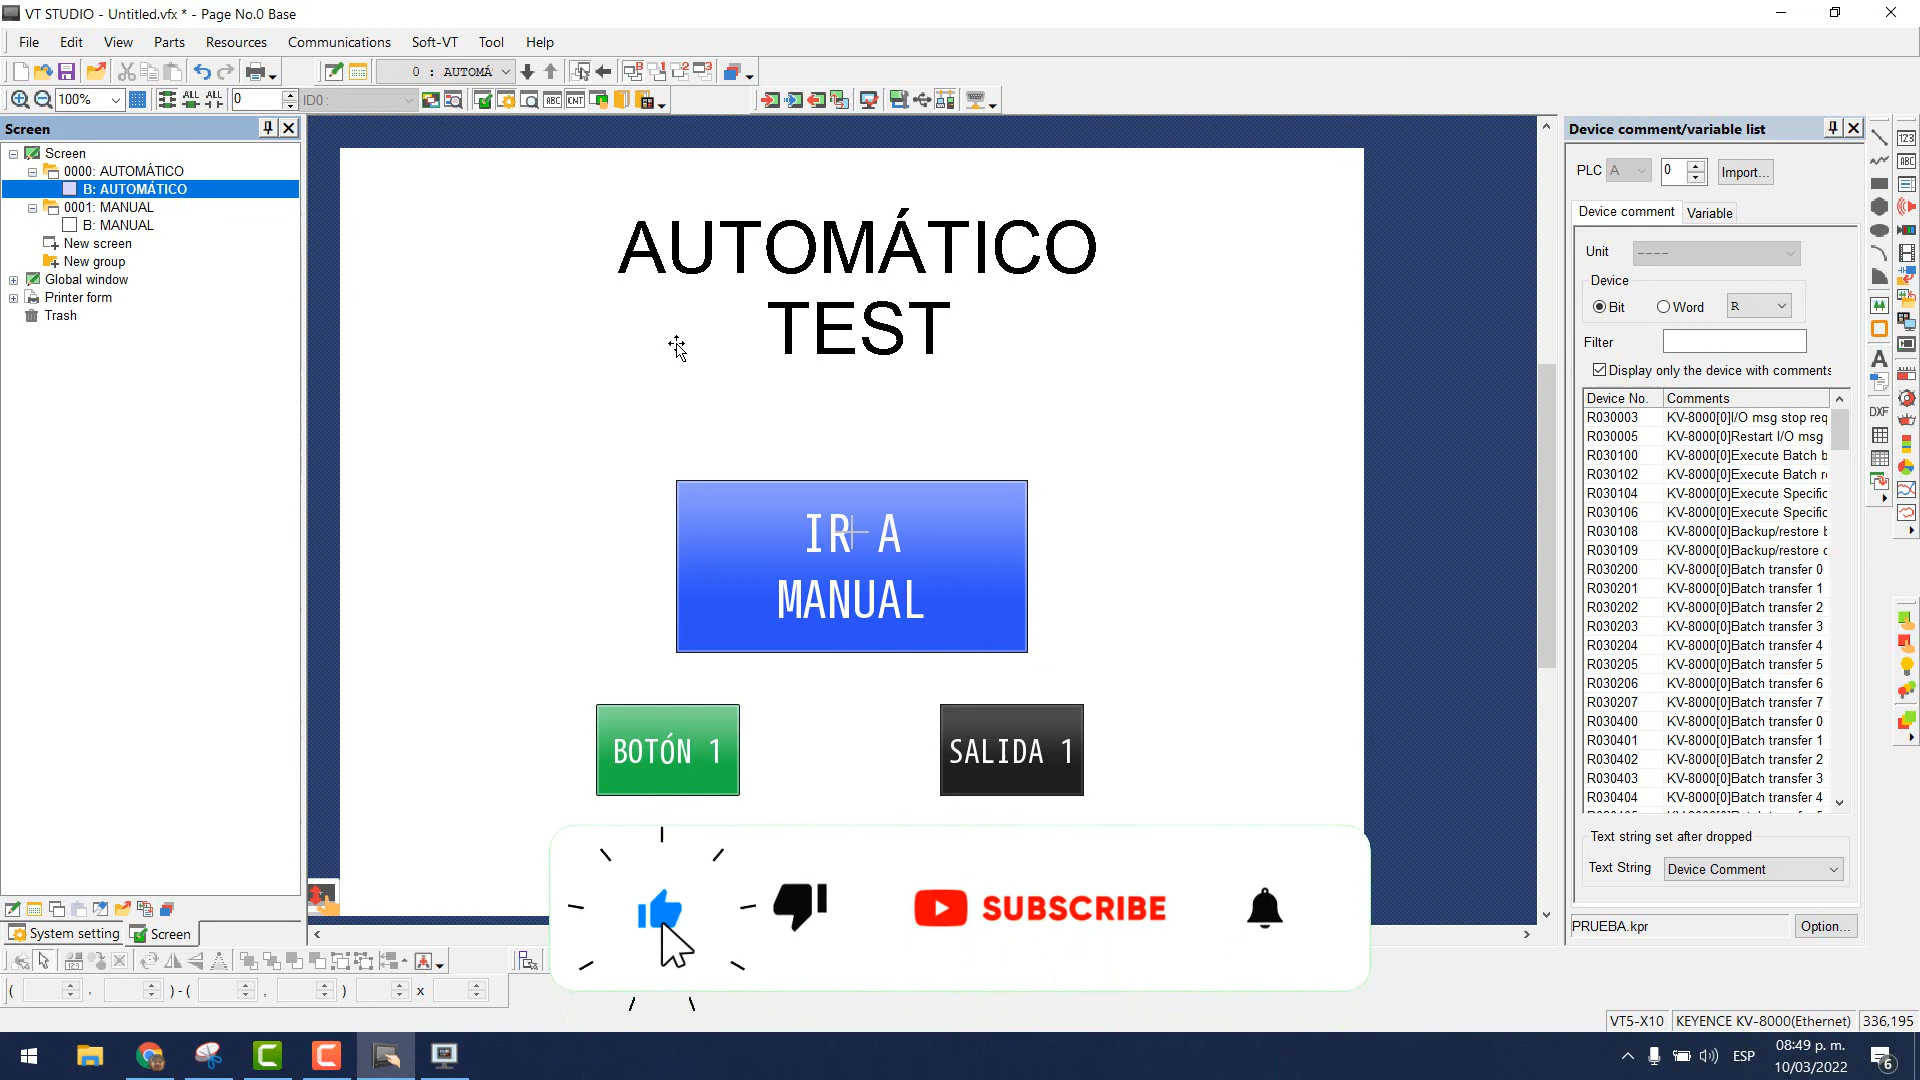 VT STUDIO - Untitled.vfx * - Page No.0 Base
File Edit View Parts Resources Communications Soft-VT Tool Help
0 : AUTOMÁ
100% ALL ALL 0 ID0 : ABC CNT
Screen
Screen
0000: AUTOMÁTICO
B: AUTOMÁTICO
0001: MANUAL
B: MANUAL
New screen
New group
Global window
Printer form
Trash
System setting Screen
AUTOMÁTICO
TEST
IR A
MANUAL
BOTÓN 1
SALIDA 1
SUBSCRIBE
Device comment/variable list
PLC A 0 Import...
Device comment Variable
Unit ----
Device
Bit Word R
Filter
Display only the device with comments
Device No. Comments
R030003 KV-8000[0]I/O msg stop req
R030005 KV-8000[0]Restart I/O msg
R030100 KV-8000[0]Execute Batch b
R030102 KV-8000[0]Execute Batch r
R030104 KV-8000[0]Execute Specific
R030106 KV-8000[0]Execute Specific
R030108 KV-8000[0]Backup/restore b
R030109 KV-8000[0]Backup/restore c
R030200 KV-8000[0]Batch transfer 0
R030201 KV-8000[0]Batch transfer 1
R030202 KV-8000[0]Batch transfer 2
R030203 KV-8000[0]Batch transfer 3
R030204 KV-8000[0]Batch transfer 4
R030205 KV-8000[0]Batch transfer 5
R030206 KV-8000[0]Batch transfer 6
R030207 KV-8000[0]Batch transfer 7
R030400 KV-8000[0]Batch transfer 0
R030401 KV-8000[0]Batch transfer 1
R030402 KV-8000[0]Batch transfer 2
R030403 KV-8000[0]Batch transfer 3
R030404 KV-8000[0]Batch transfer 4
Text string set after dropped
Text String Device Comment
PRUEBA.kpr Option...
123
ABC
A
DXF
( , ) - ( , ) x
VT5-X10 KEYENCE KV-8000(Ethernet) 336,195
ESP
08:49 p. m.
10/03/2022
6